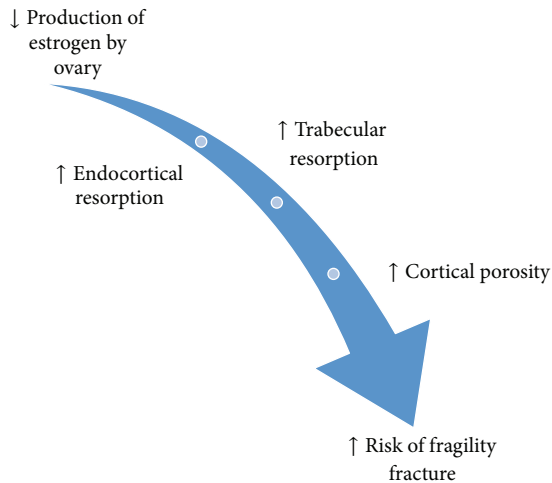 ↓ Production of
estrogen by
ovary
↑ Endocortical
resorption
↑ Trabecular
resorption
↑ Cortical porosity
↑ Risk of fragility
fracture